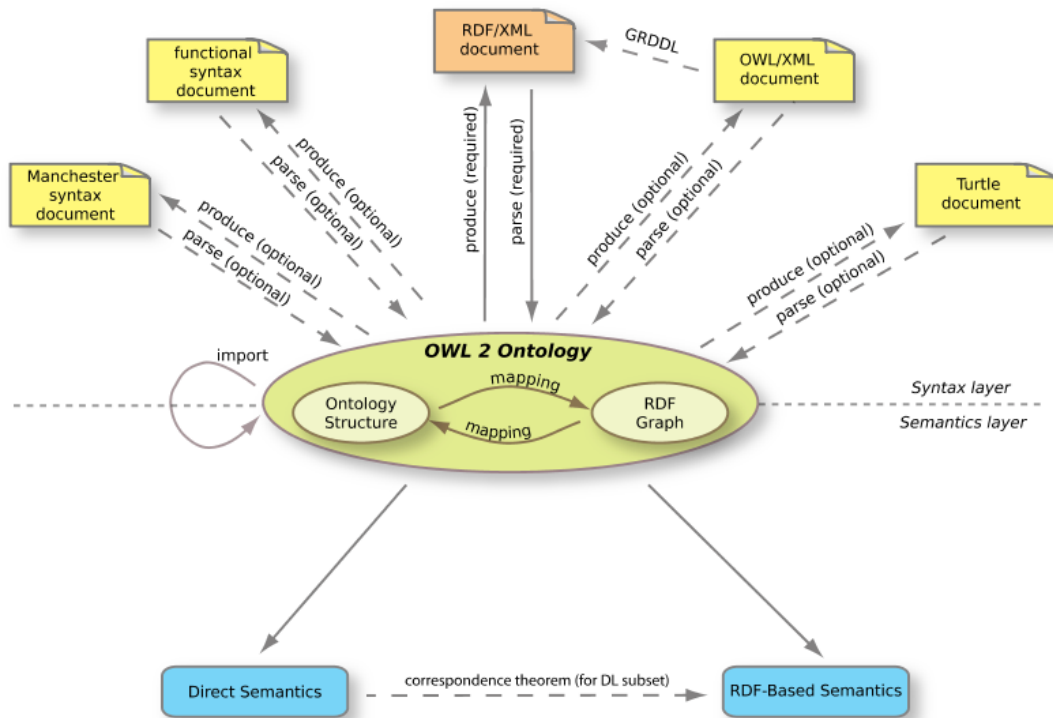 RDF/XML
document
GRDDL
functional
syntax
document
OWL/XML
document
Manchester
syntax
document
Turtle
document
produce (optional)
parse (optional)
produce (optional)
parse (optional)
produce (required)
parse (required)
produce (optional)
parse (optional)
produce (optional)
parse (optional)
OWL 2 Ontology
import
mapping
Ontology
Structure
mapping
RDF
Graph
Syntax layer
Semantics layer
Direct Semantics
correspondence theorem (for DL subset)
RDF-Based Semantics